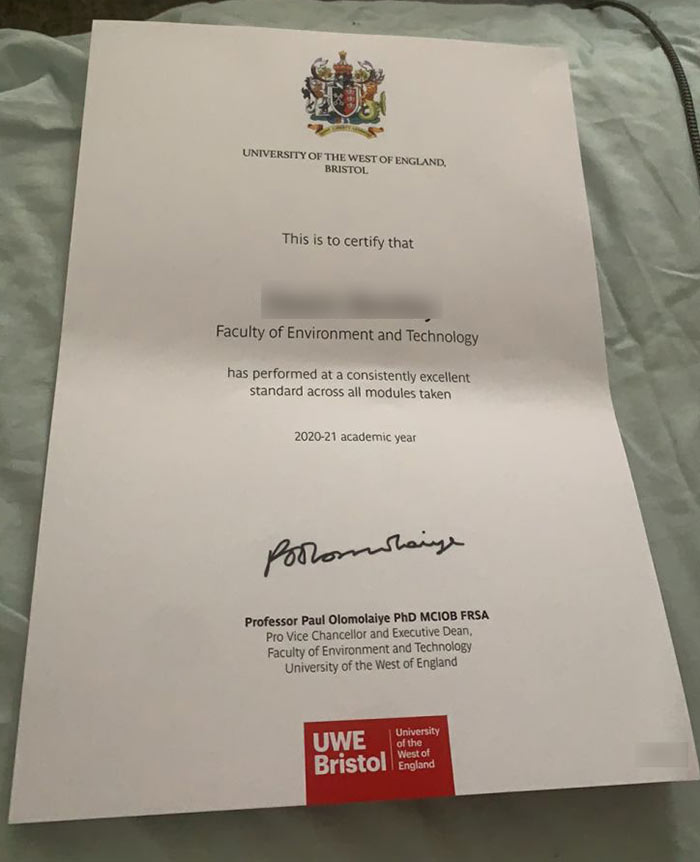 UNIVERSITY OF THE WEST OF ENGLAND,
BRISTOL
This is to certify that
Faculty of Environment and Technology
has performed at a consistently excellent
standard across all modules taken
2020-21 academic year
Professor Paul Olomolaiye PhD MCIOB FRSA
Pro Vice Chancellor and Executive Dean,
Faculty of Environment and Technology
University of the West of England
UWE
Bristol
University
of the
West of
England